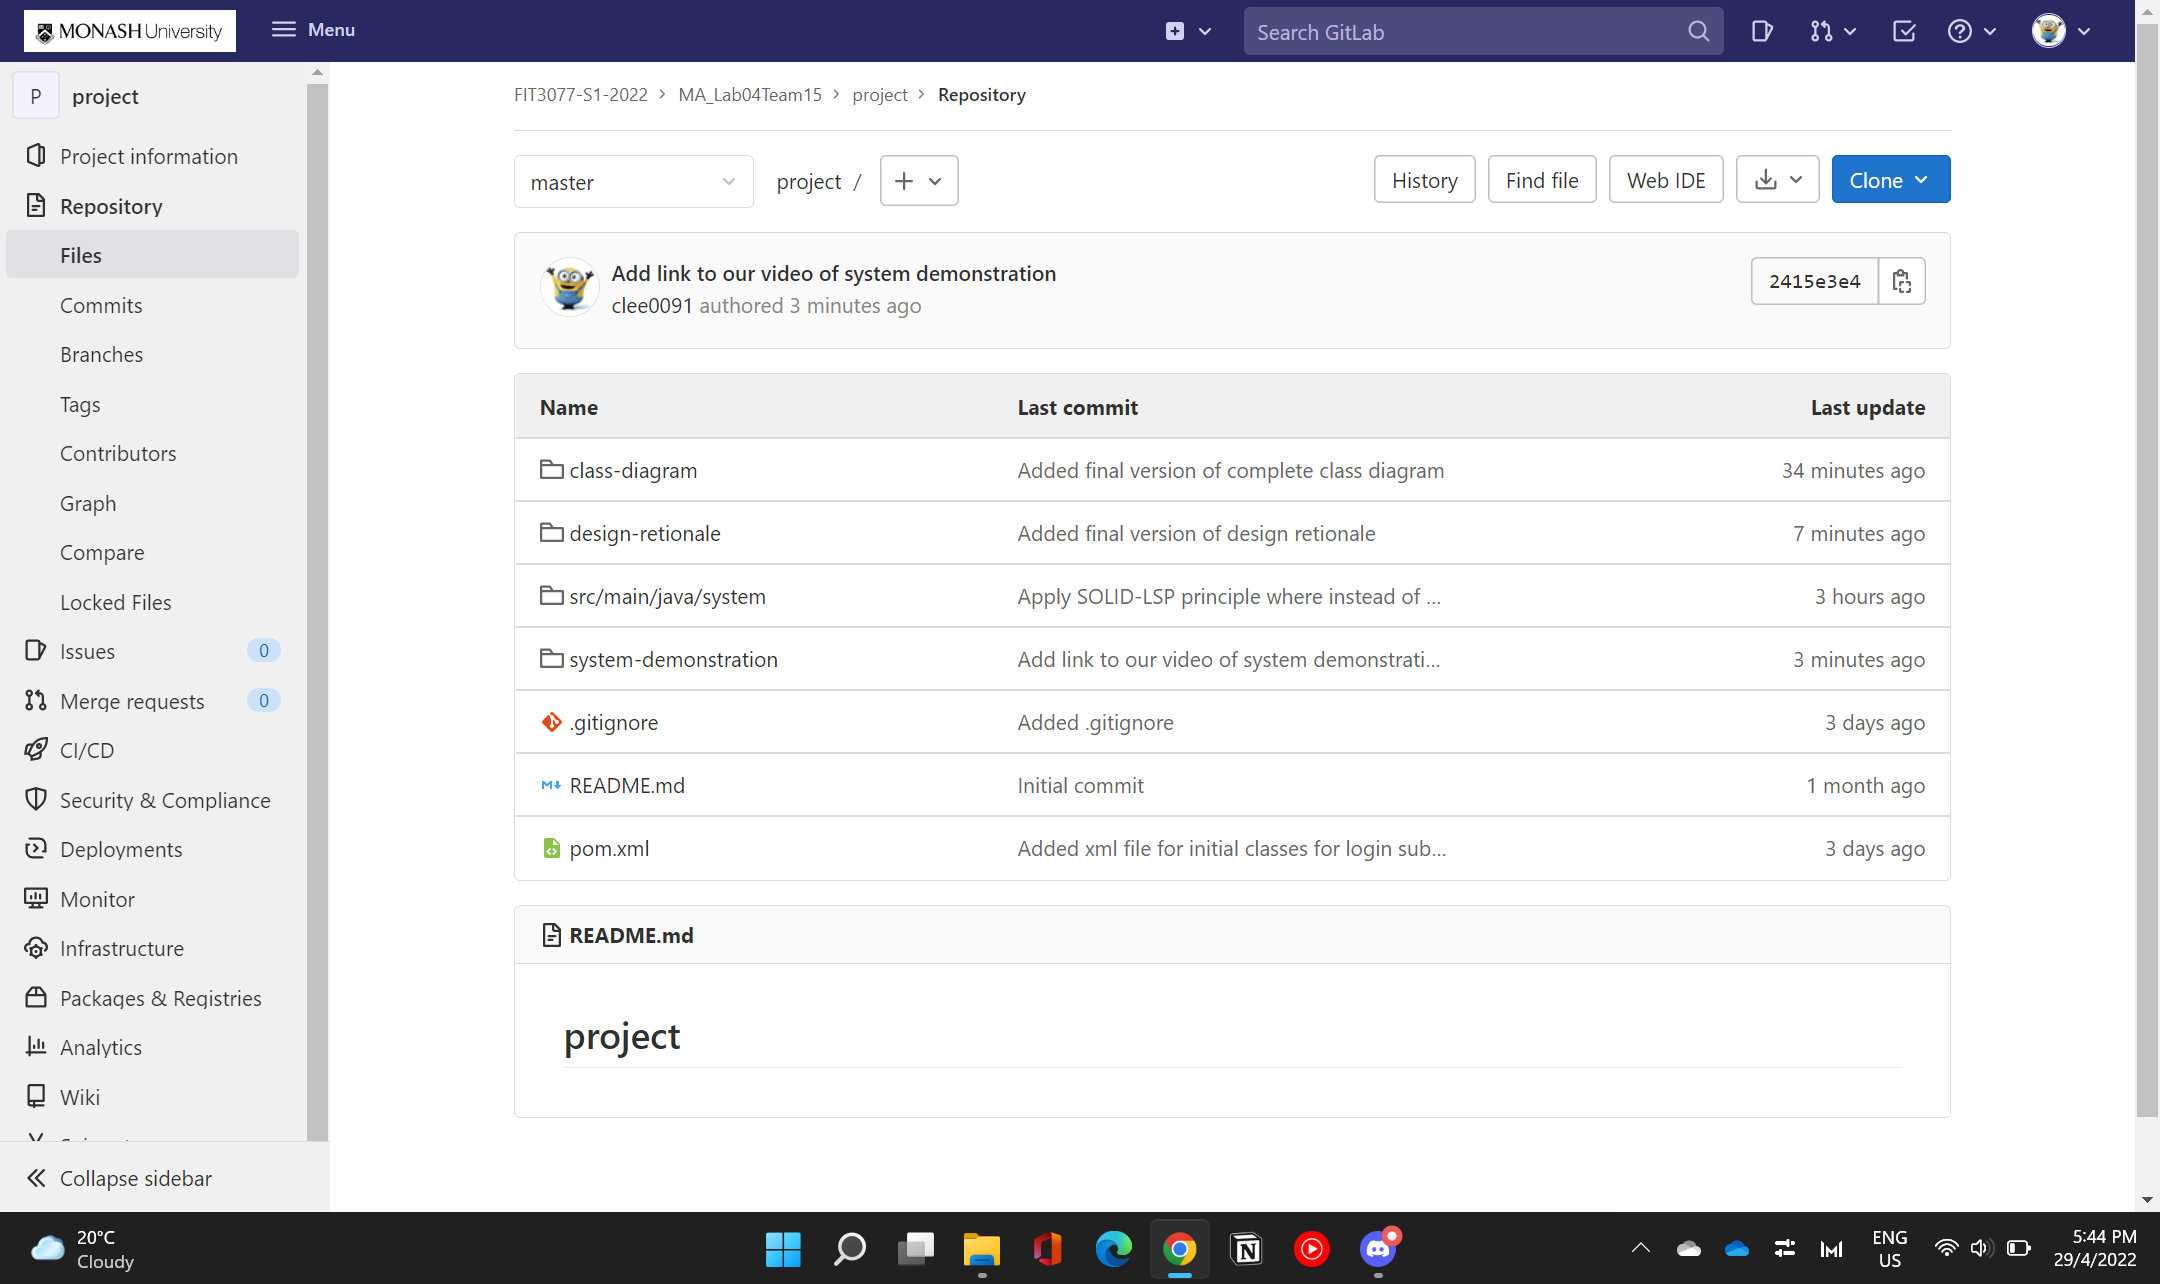 MONASH University
Menu
Search GitLab
P
project
Project information
Repository
Files
Commits
Branches
Tags
Contributors
Graph
Compare
Locked Files
Issues
0
Merge requests
0
CI/CD
Security & Compliance
Deployments
Monitor
Infrastructure
Packages & Registries
Analytics
Wiki
Collapse sidebar
FIT3077-S1-2022 > MA_Lab04Team15 > project > Repository
master
project /
History
Find file
Web IDE
Clone
Add link to our video of system demonstration
clee0091 authored 3 minutes ago
2415e3e4
Name Last commit Last update
class-diagram Added final version of complete class diagram 34 minutes ago
design-retionale Added final version of design retionale 7 minutes ago
src/main/java/system Apply SOLID-LSP principle where instead of ... 3 hours ago
system-demonstration Add link to our video of system demonstrati... 3 minutes ago
.gitignore Added .gitignore 3 days ago
README.md Initial commit 1 month ago
pom.xml Added xml file for initial classes for login sub... 3 days ago
README.md
project
20°C
Cloudy
ENG
US
5:44 PM
29/4/2022